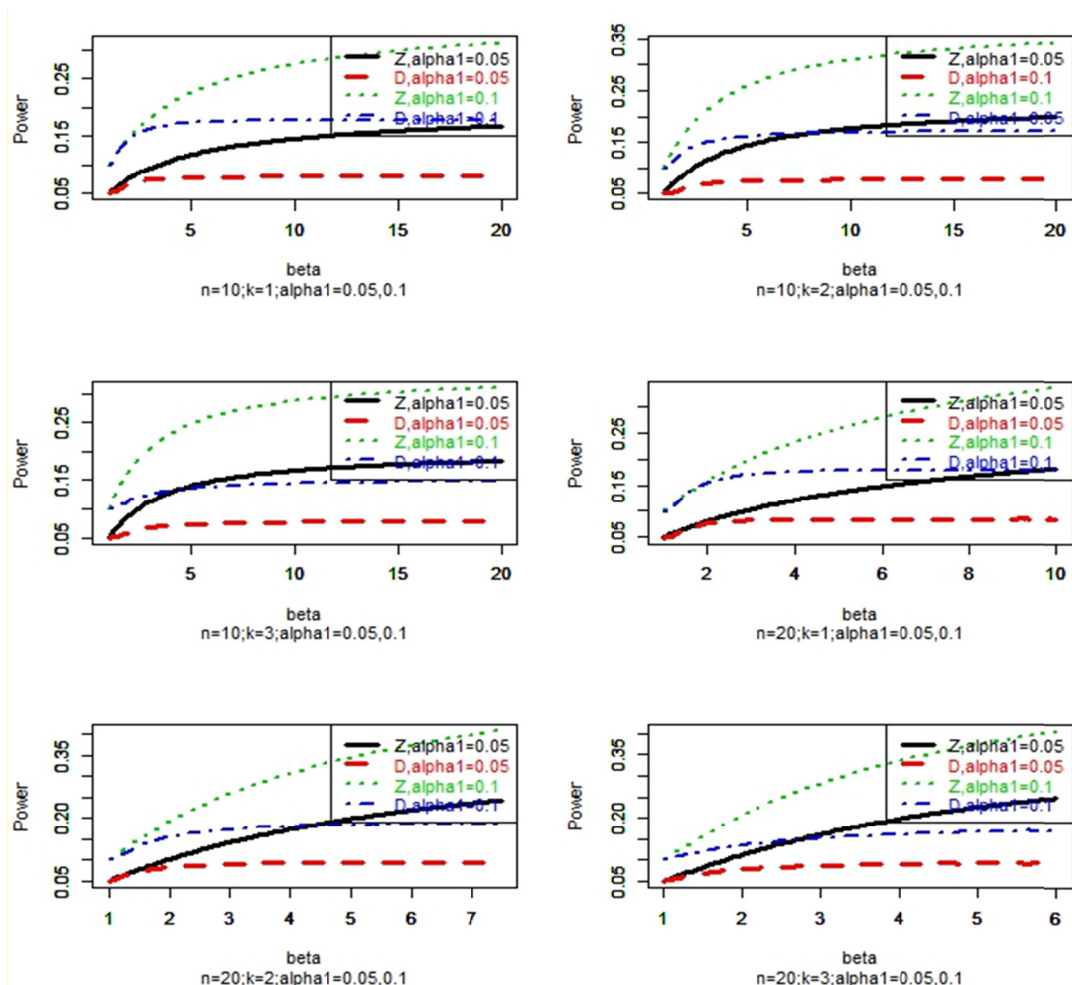 Power
0.05 0.15 0.25
Z,alpha1=0.05
D,alpha1=0.05
Z,alpha1=0.1
D,alpha1=0.1
5 10 15 20
beta
n=10;k=1;alpha1=0.05,0.1
Power
0.05 0.15 0.25 0.35
Z,alpha1=0.05
D,alpha1=0.1
Z,alpha1=0.1
D,alpha1=0.05
5 10 15 20
beta
n=10;k=2;alpha1=0.05,0.1
Power
0.05 0.15 0.25
Z,alpha1=0.05
D,alpha1=0.05
Z,alpha1=0.1
D,alpha1=0.1
5 10 15 20
beta
n=10;k=3;alpha1=0.05,0.1
Power
0.05 0.15 0.25
Z,alpha1=0.05
D,alpha1=0.05
Z,alpha1=0.1
D,alpha1=0.1
2 4 6 8 10
beta
n=20;k=1;alpha1=0.05,0.1
Power
0.05 0.20 0.35
Z,alpha1=0.05
D,alpha1=0.05
Z,alpha1=0.1
D,alpha1=0.1
1 2 3 4 5 6 7
beta
n=20;k=2;alpha1=0.05,0.1
Power
0.05 0.20 0.35
Z,alpha1=0.05
D,alpha1=0.05
Z,alpha1=0.1
D,alpha1=0.1
1 2 3 4 5 6
beta
n=20;k=3;alpha1=0.05,0.1